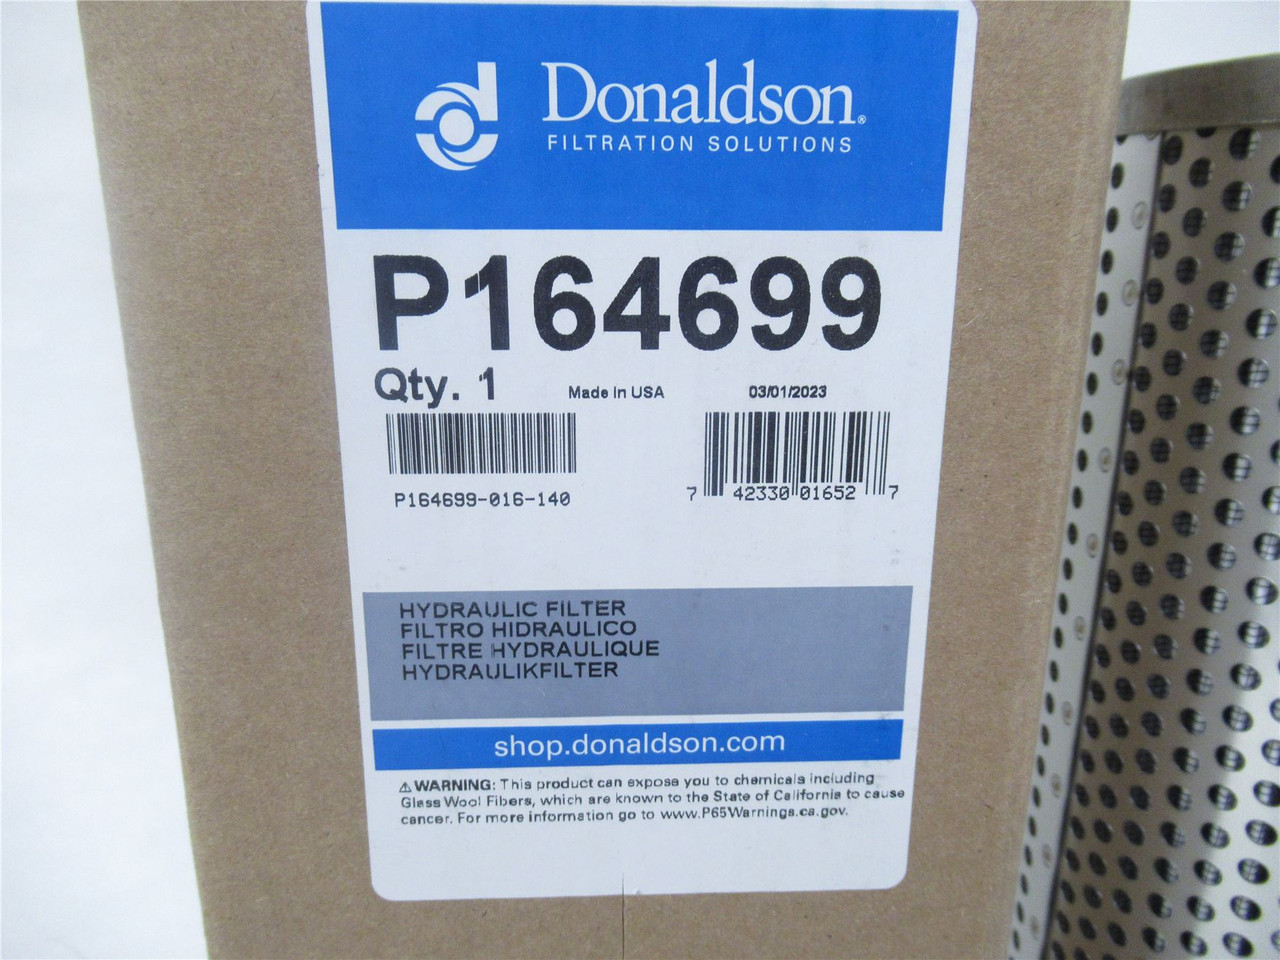 Donaldson®
FILTRATION SOLUTIONS
P164699
Qty. 1 Made in USA 03/01/2023
P164699-016-140
7 42330 01652 7
HYDRAULIC FILTER
FILTRO HIDRAULICO
FILTRE HYDRAULIQUE
HYDRAULIKFILTER
shop.donaldson.com
⚠WARNING: This product can expose you to chemicals including
Glass Wool Fibers, which are known to the State of California to cause
cancer. For more information go to www.P65Warnings.ca.gov.